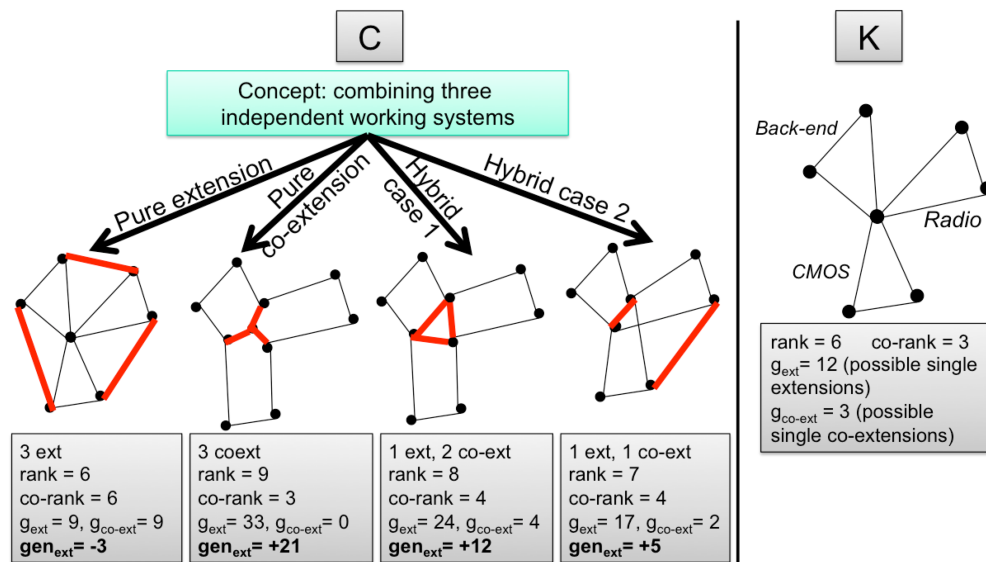 C
K
Concept: combining three
independent working systems
Pure extension
Pure
co-extension
Hybrid
case 1
Hybrid case 2
Back-end
Radio
CMOS
3 ext
rank = 6
co-rank = 6
gext = 9, gco-ext = 9
genext= -3
3 coext
rank = 9
co-rank = 3
gext = 33, gco-ext = 0
genext= +21
1 ext, 2 co-ext
rank = 8
co-rank = 4
gext = 24, gco-ext = 4
genext= +12
1 ext, 1 co-ext
rank = 7
co-rank = 4
gext = 17, gco-ext = 2
genext= +5
rank = 6 co-rank = 3
gext= 12 (possible single
extensions)
gco-ext = 3 (possible
single co-extensions)